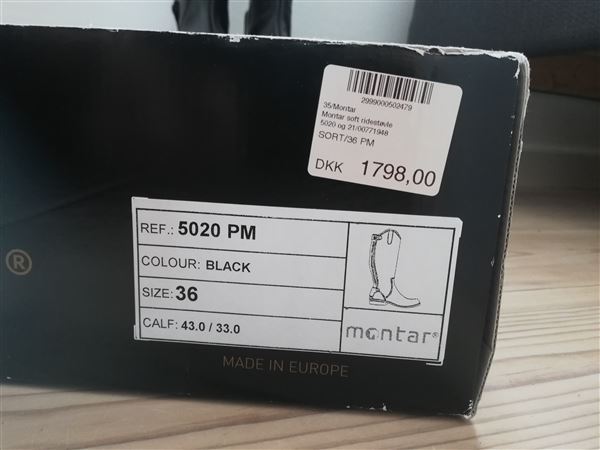 2999000502479
35/Montar
Montar soft ridestøvle
5020 og 21/00771948
SORT/36 PM
DKK 1798,00
REF.: 5020 PM
COLOUR: BLACK
SIZE: 36
CALF: 43.0 / 33.0
montar®
®
MADE IN EUROPE